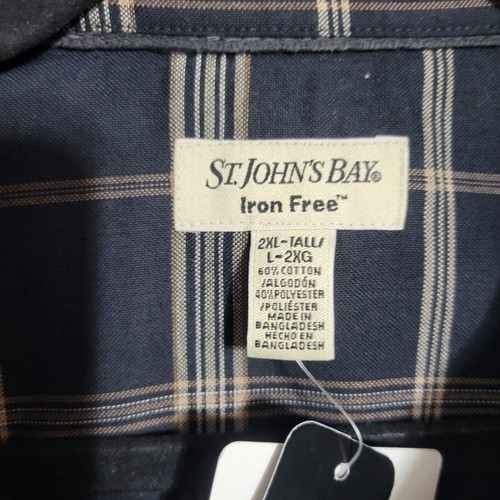 ST. JOHN'S BAY®
Iron Free™
2XL-TALL/
L-2XG
60% COTTON
/ALGODÓN
40% POLYESTER
/POLIÉSTER
MADE IN
BANGLADESH
HECHO EN
BANGLADESH